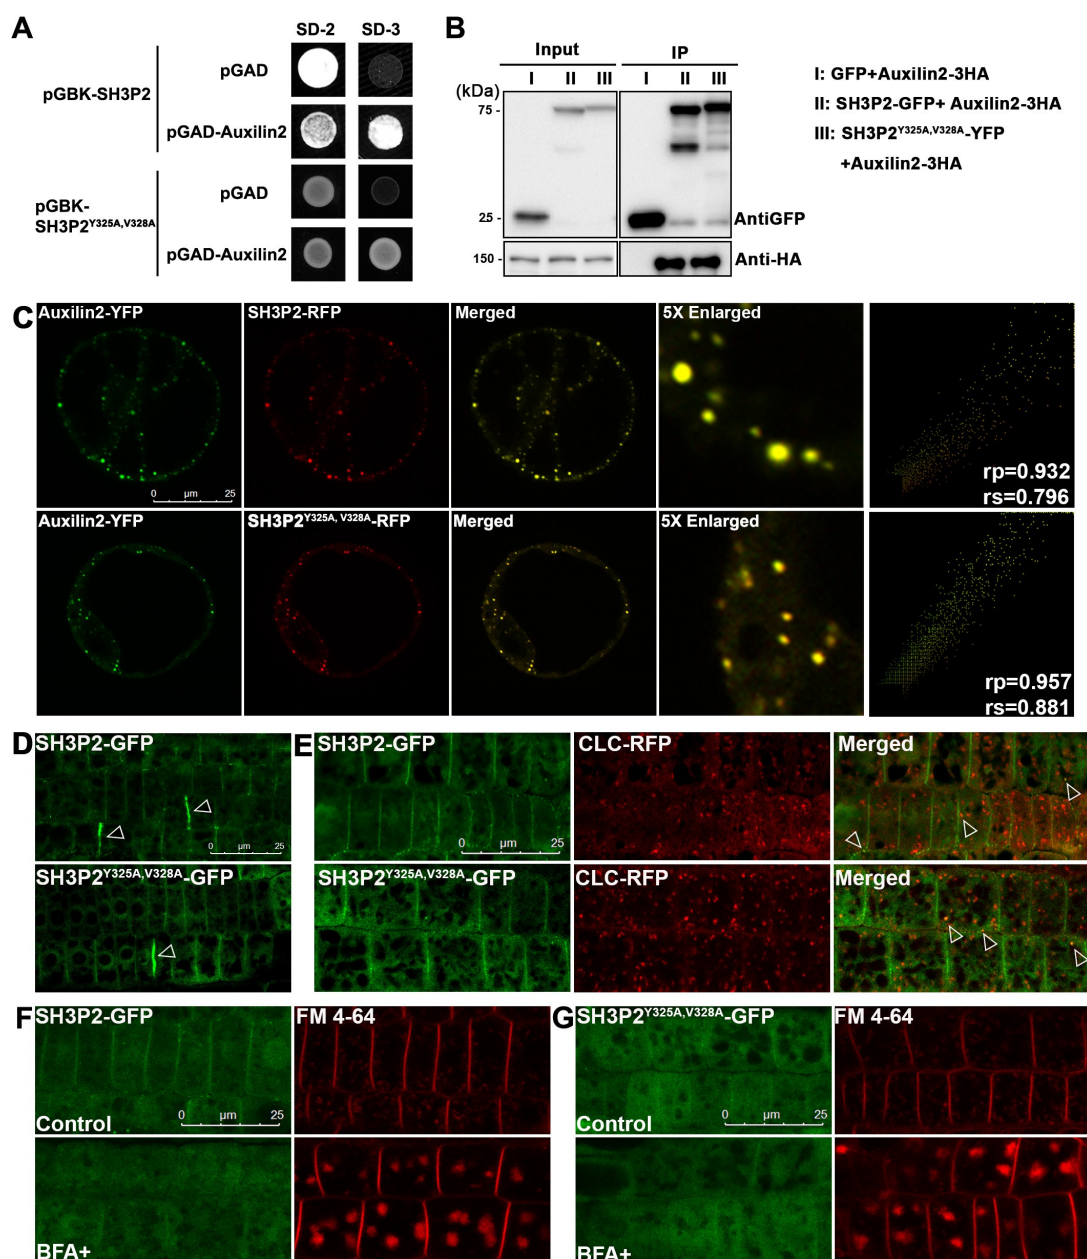 A
SD-2 SD-3
pGBK-SH3P2
pGAD
pGAD-Auxilin2
pGBK-
SH3P2Y325A,V328A
pGAD
pGAD-Auxilin2
B
Input IP
I II III I II III
(kDa)
75 -
25 -
AntiGFP
150 -
Anti-HA
I: GFP+Auxilin2-3HA
II: SH3P2-GFP+ Auxilin2-3HA
III: SH3P2Y325A,V328A-YFP
+Auxilin2-3HA
C
Auxilin2-YFP SH3P2-RFP Merged 5X Enlarged
0 µm 25
rp=0.932
rs=0.796
Auxilin2-YFP SH3P2Y325A, V328A-RFP Merged 5X Enlarged
rp=0.957
rs=0.881
D
SH3P2-GFP
0 µm 25
SH3P2Y325A,V328A-GFP
E
SH3P2-GFP CLC-RFP Merged
0 µm 25
SH3P2Y325A,V328A-GFP CLC-RFP Merged
F
SH3P2-GFP FM 4-64
Control
0 µm 25
BFA+
G
SH3P2Y325A,V328A-GFP FM 4-64
Control
0 µm 25
BFA+